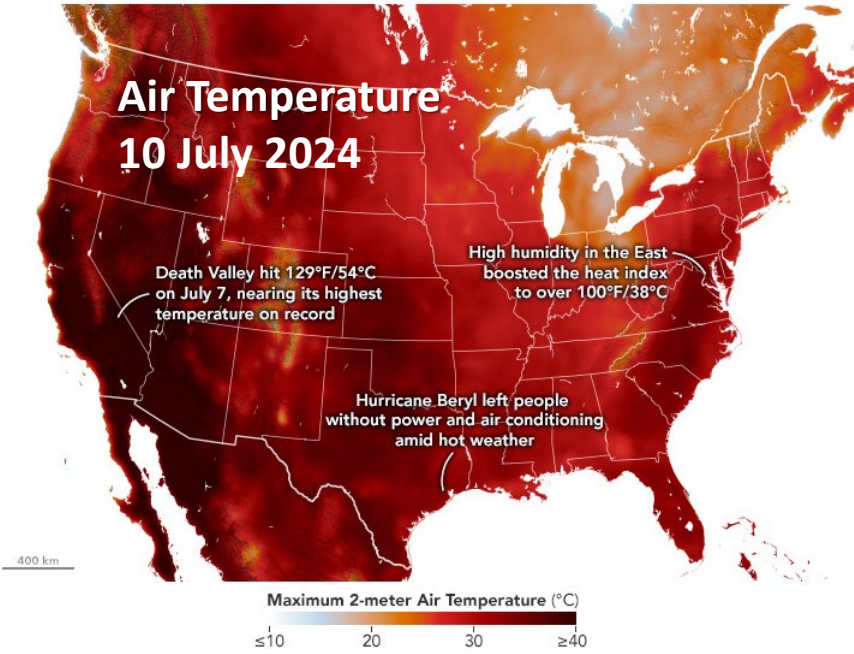 Air Temperature
10 July 2024
Death Valley hit 129°F/54°C
on July 7, nearing its highest
temperature on record
High humidity in the East
boosted the heat index
to over 100°F/38°C
Hurricane Beryl left people
without power and air conditioning
amid hot weather
400 km
Maximum 2-meter Air Temperature (°C)
≤10 20 30 ≥40